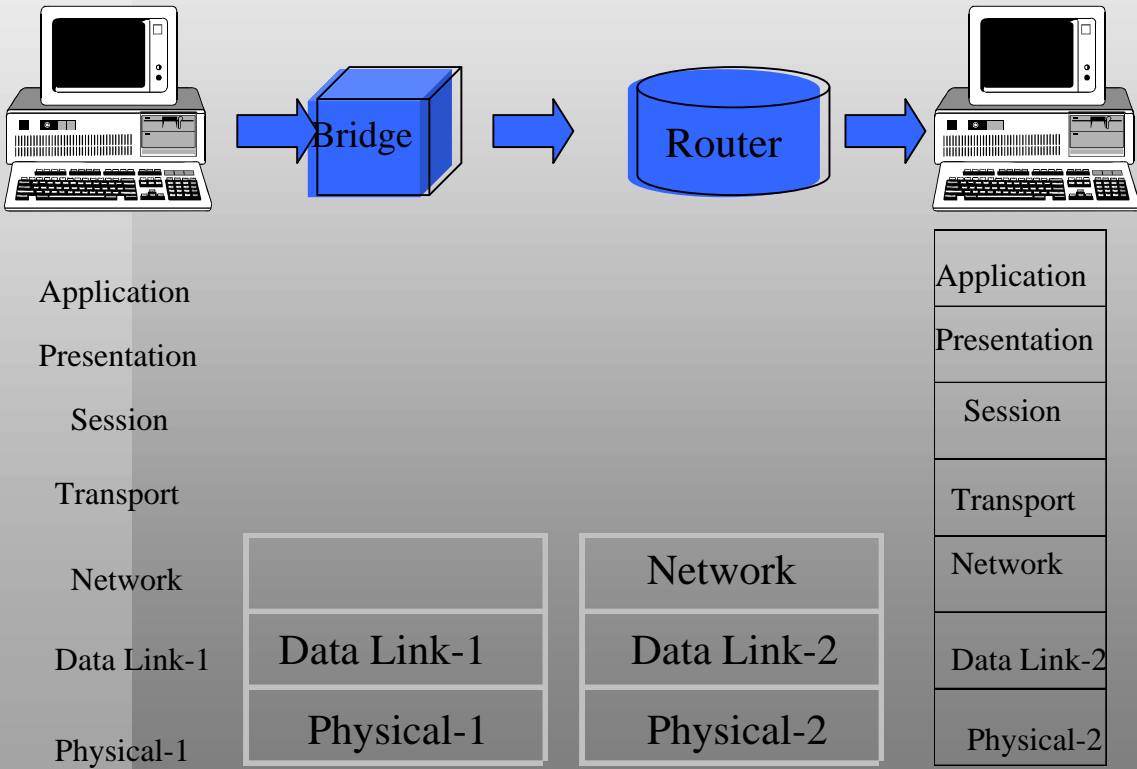 Bridge
Router
Application
Presentation
Session
Transport
Network
Data Link-1
Physical-1
Data Link-1
Physical-1
Network
Data Link-2
Physical-2
Application
Presentation
Session
Transport
Network
Data Link-2
Physical-2